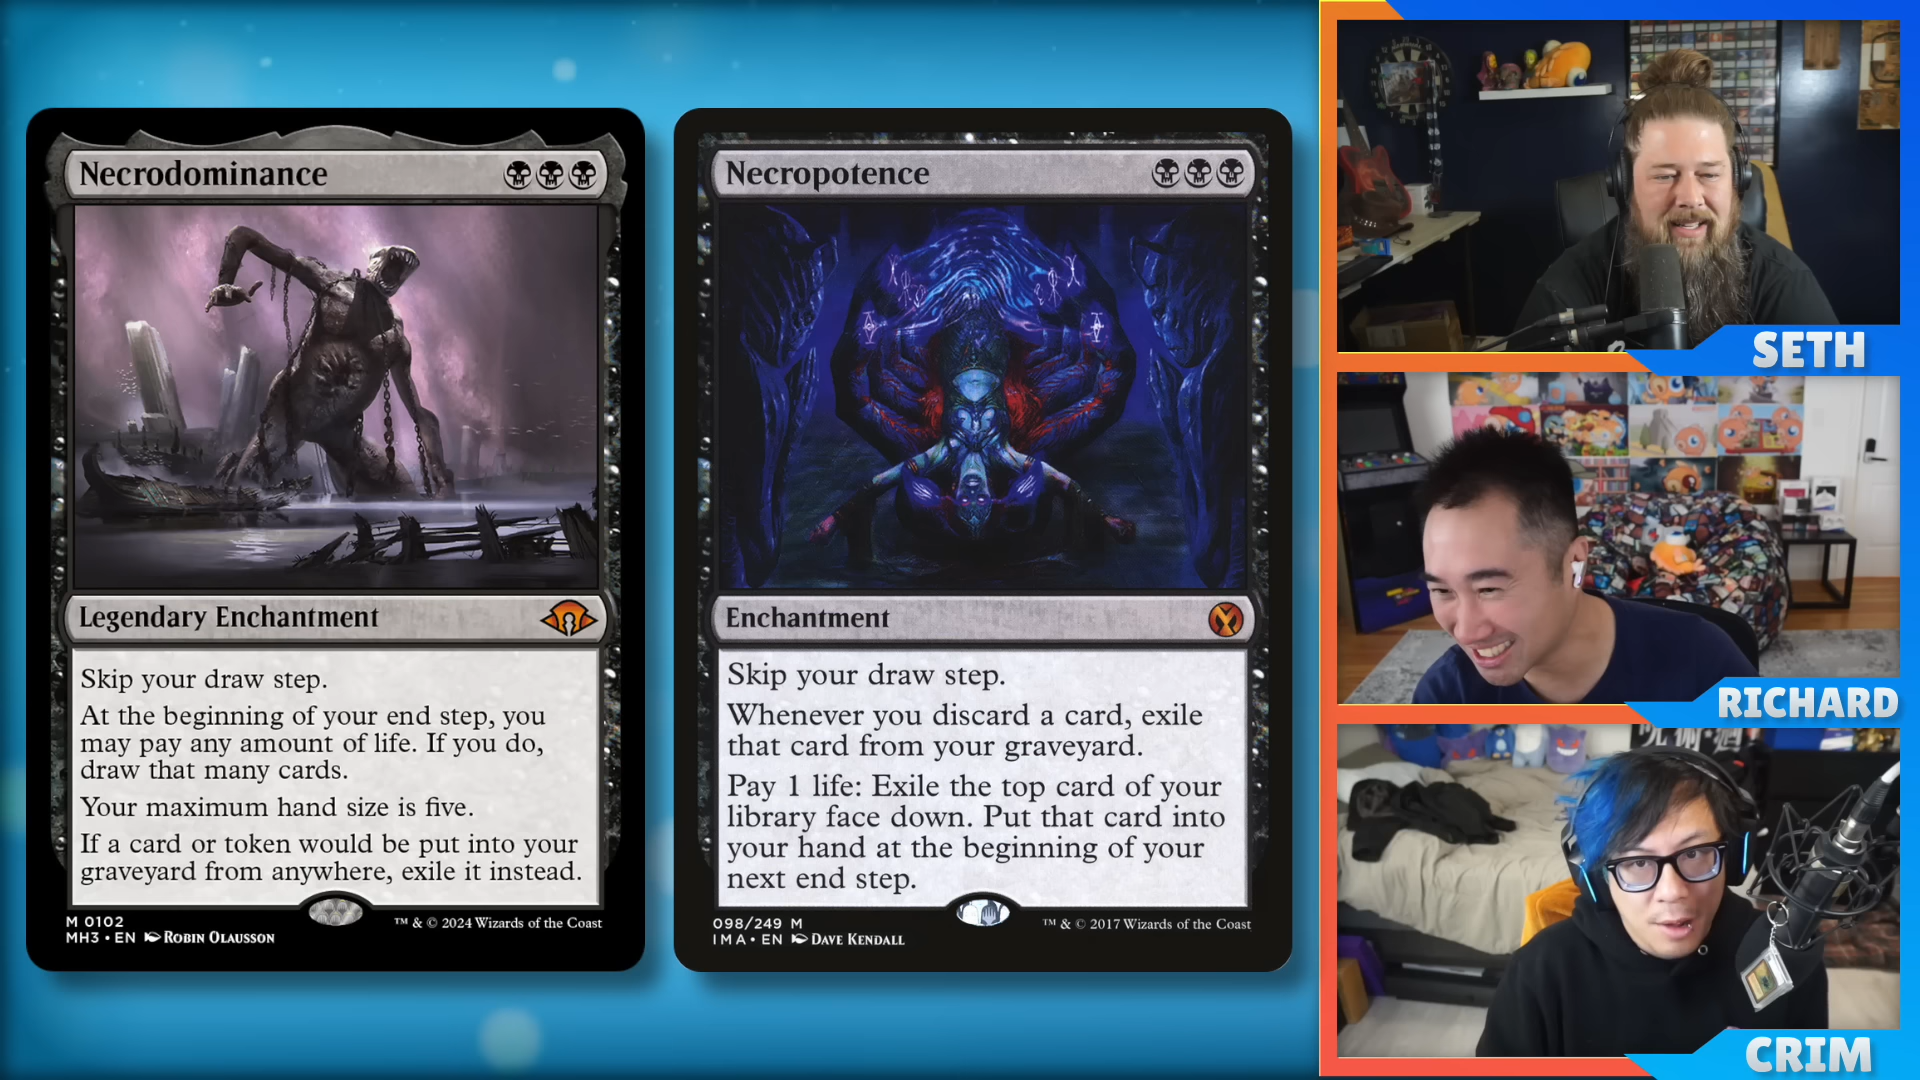 Necrodominance
Legendary Enchantment
Skip your draw step.
At the beginning of your end step, you
may pay any amount of life. If you do,
draw that many cards.
Your maximum hand size is five.
If a card or token would be put into your
graveyard from anywhere, exile it instead.
M 0102
MH3 • EN ROBIN OLAUSSON
™ & © 2024 Wizards of the Coast
Necropotence
Enchantment
Skip your draw step.
Whenever you discard a card, exile
that card from your graveyard.
Pay 1 life: Exile the top card of your
library face down. Put that card into
your hand at the beginning of your
next end step.
098/249 M
IMA • EN DAVE KENDALL
™ & © 2017 Wizards of the Coast
SETH
RICHARD
CRIM